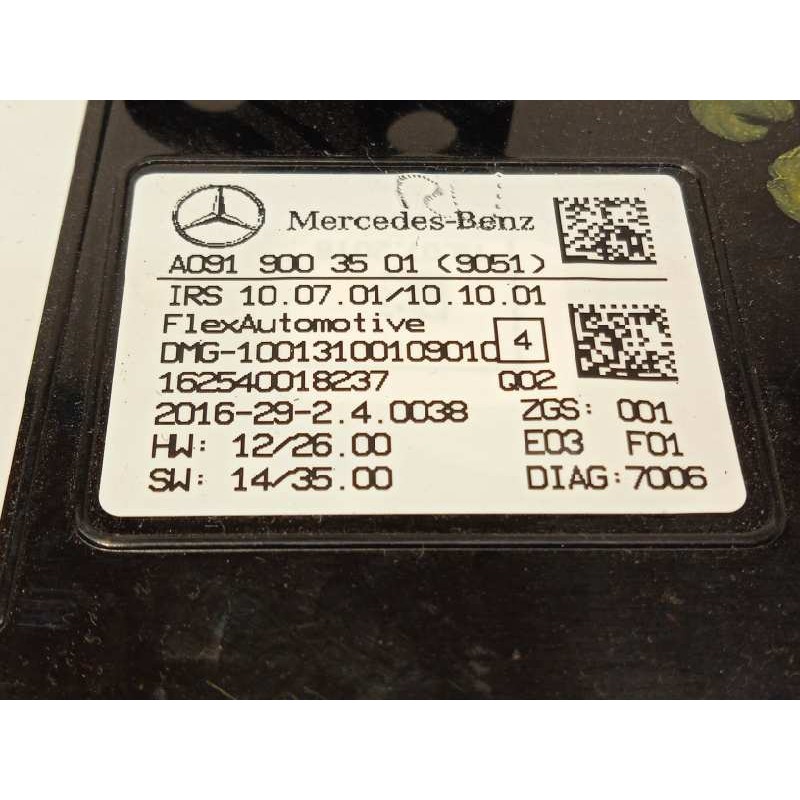 Mercedes-Benz
A091 900 35 01 (9051)
IRS 10.07.01/10.10.01
FlexAutomotive
DMG-10013100109010 4
162540018237 Q02
2016-29-2.4.0038 ZGS: 001
HW: 12/26.00 E03 F01
SW: 14/35.00 DIAG:7006